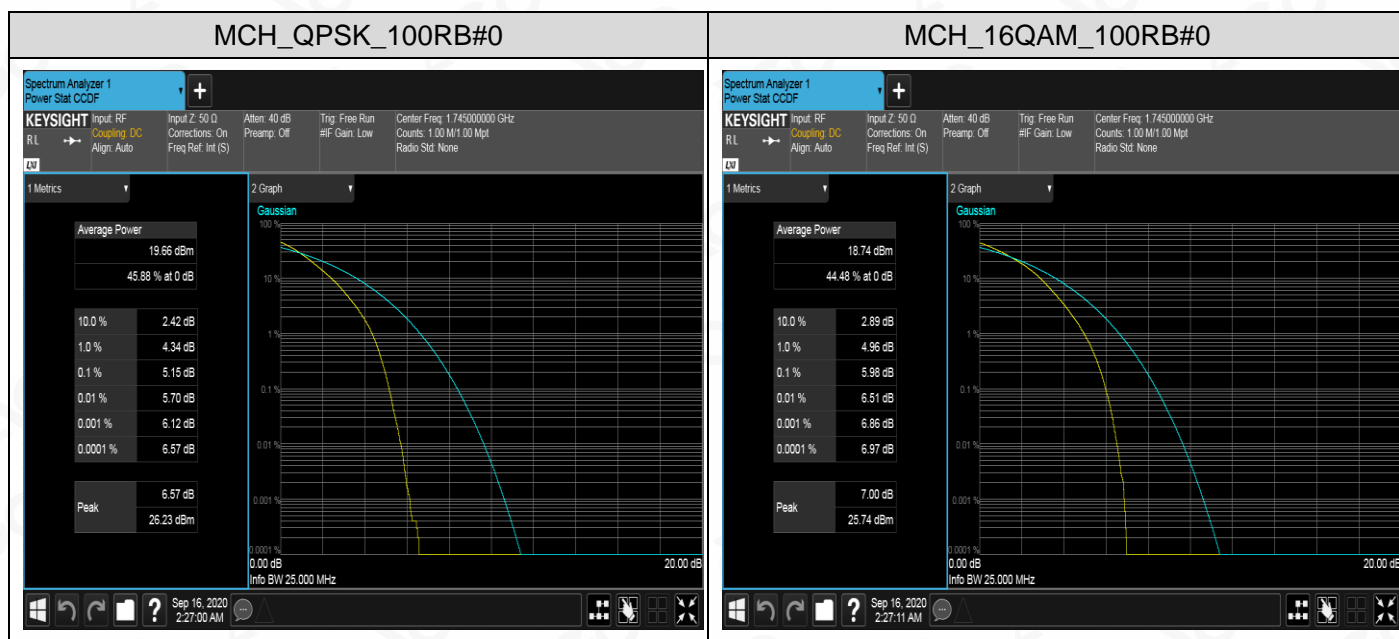 MCH_QPSK_100RB#0
Spectrum Analyzer 1
Power Stat CCDF
+
KEYSIGHT Input: RF Input Z: 50 Ω Atten: 40 dB Trig: Free Run Center Freq: 1.745000000 GHz
RL Coupling: DC Corrections: On Preamp: Off #IF Gain: Low Counts: 1.00 M/1.00 Mpt
Align: Auto Freq Ref: Int (S) Radio Std: None
LXI
1 Metrics
Average Power
19.66 dBm
45.88 % at 0 dB
10.0 % 2.42 dB
1.0 % 4.34 dB
0.1 % 5.15 dB
0.01 % 5.70 dB
0.001 % 6.12 dB
0.0001 % 6.57 dB
Peak 6.57 dB
26.23 dBm
2 Graph
Gaussian
100 %
10 %
1 %
0.1 %
0.01 %
0.001 %
0.0001 %
0.00 dB 20.00 dB
Info BW 25.000 MHz
? Sep 16, 2020
2:27:00 AM
MCH_16QAM_100RB#0
Spectrum Analyzer 1
Power Stat CCDF
+
KEYSIGHT Input: RF Input Z: 50 Ω Atten: 40 dB Trig: Free Run Center Freq: 1.745000000 GHz
RL Coupling: DC Corrections: On Preamp: Off #IF Gain: Low Counts: 1.00 M/1.00 Mpt
Align: Auto Freq Ref: Int (S) Radio Std: None
LXI
1 Metrics
Average Power
18.74 dBm
44.48 % at 0 dB
10.0 % 2.89 dB
1.0 % 4.96 dB
0.1 % 5.98 dB
0.01 % 6.51 dB
0.001 % 6.86 dB
0.0001 % 6.97 dB
Peak 7.00 dB
25.74 dBm
2 Graph
Gaussian
100 %
10 %
1 %
0.1 %
0.01 %
0.001 %
0.0001 %
0.00 dB 20.00 dB
Info BW 25.000 MHz
? Sep 16, 2020
2:27:11 AM